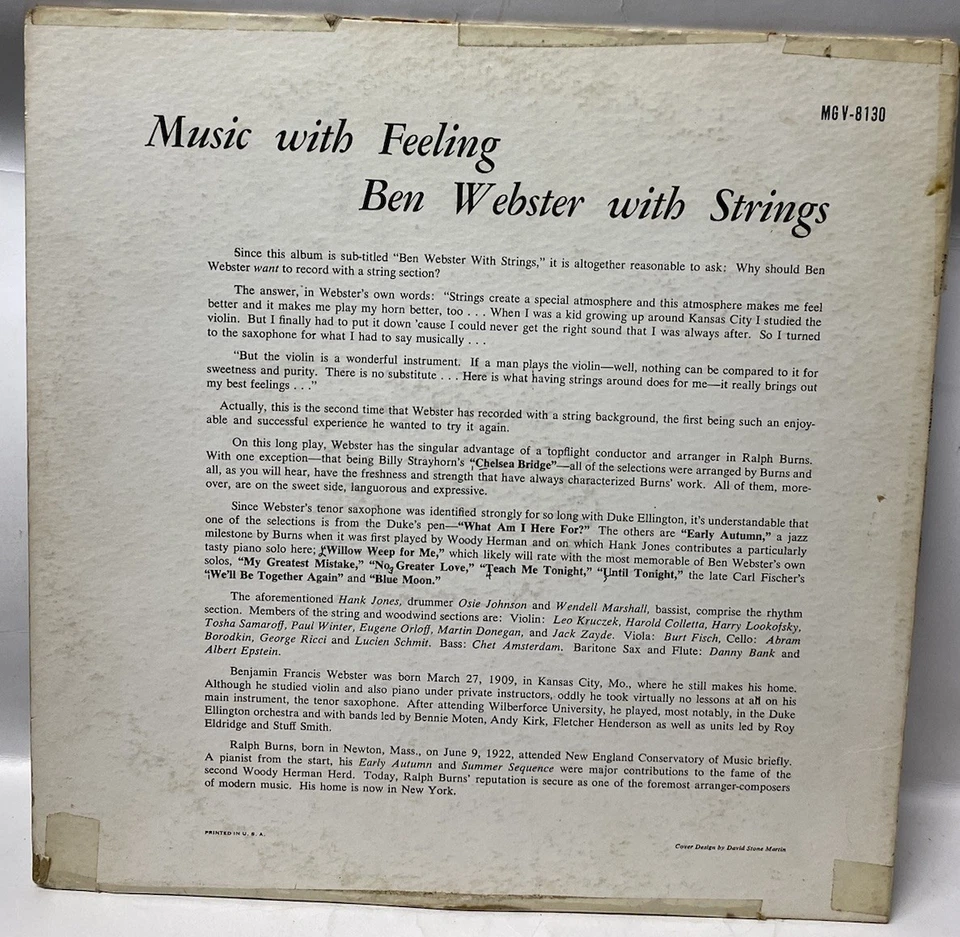 MGV-8130
Music with Feeling
Ben Webster with Strings
Since this album is sub-titled “Ben Webster With Strings,” it is altogether reasonable to ask: Why should Ben
Webster want to record with a string section?
The answer, in Webster's own words: “Strings create a special atmosphere and this atmosphere makes me feel
better and it makes me play my horn better, too . . . When I was a kid growing up around Kansas City I studied the
violin. But I finally had to put it down 'cause I could never get the right sound that I was always after. So I turned
to the saxophone for what I had to say musically . . .
“But the violin is a wonderful instrument. If a man plays the violin—well, nothing can be compared to it for
sweetness and purity. There is no substitute . . . Here is what having strings around does for me—it really brings out
my best feelings . . .”
Actually, this is the second time that Webster has recorded with a string background, the first being such an enjoy-
able and successful experience he wanted to try it again.
On this long play, Webster has the singular advantage of a topflight conductor and arranger in Ralph Burns.
With one exception—that being Billy Strayhorn's “Chelsea Bridge”—all of the selections were arranged by Burns and
all, as you will hear, have the freshness and strength that have always characterized Burns' work. All of them, more-
over, are on the sweet side, languorous and expressive.
Since Webster's tenor saxophone was identified strongly for so long with Duke Ellington, it's understandable that
one of the selections is from the Duke's pen—“What Am I Here For?” The others are “Early Autumn,” a jazz
milestone by Burns when it was first played by Woody Herman and on which Hank Jones contributes a particularly
tasty piano solo here; “Willow Weep for Me,” which likely will rate with the most memorable of Ben Webster's own
solos, “My Greatest Mistake,” “No Greater Love,” “Teach Me Tonight,” “Until Tonight,” the late Carl Fischer's
“We'll Be Together Again” and “Blue Moon.”
The aforementioned Hank Jones, drummer Osie Johnson and Wendell Marshall, bassist, comprise the rhythm
section. Members of the string and woodwind sections are: Violin: Leo Kruczek, Harold Colletta, Harry Lookofsky,
Tosha Samaroff, Paul Winter, Eugene Orloff, Martin Donegan, and Jack Zayde. Viola: Burt Fisch, Cello: Abram
Borodkin, George Ricci and Lucien Schmit. Bass: Chet Amsterdam. Baritone Sax and Flute: Danny Bank and
Albert Epstein.
Benjamin Francis Webster was born March 27, 1909, in Kansas City, Mo., where he still makes his home.
Although he studied violin and also piano under private instructors, oddly he took virtually no lessons at all on his
main instrument, the tenor saxophone. After attending Wilberforce University, he played, most notably, in the Duke
Ellington orchestra and with bands led by Bennie Moten, Andy Kirk, Fletcher Henderson as well as units led by Roy
Eldridge and Stuff Smith.
Ralph Burns, born in Newton, Mass., on June 9, 1922, attended New England Conservatory of Music briefly.
A pianist from the start, his Early Autumn and Summer Sequence were major contributions to the fame of the
second Woody Herman Herd. Today, Ralph Burns' reputation is secure as one of the foremost arranger-composers
of modern music. His home is now in New York.
PRINTED IN U. S. A.
Cover Design by David Stone Martin